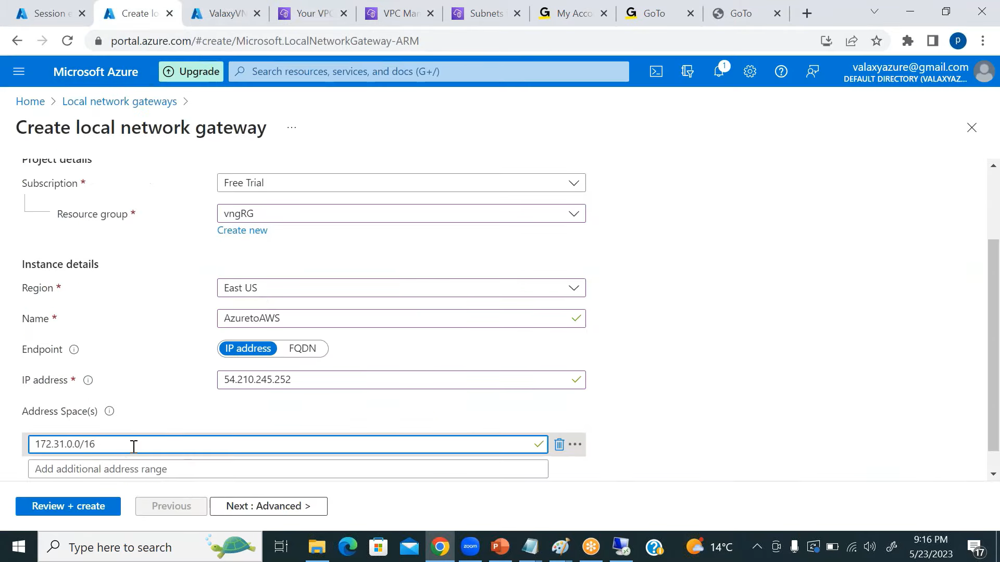 Session e
Create lo
ValaxyVN
Your VPC
VPC Man
Subnets
My Acco
GoTo
GoTo
portal.azure.com/#create/Microsoft.LocalNetworkGateway-ARM
P
Microsoft Azure
Upgrade
Search resources, services, and docs (G+/)
1
valaxyazure@gmail.com
DEFAULT DIRECTORY (VALAXYAZ...
Home > Local network gateways >
Create local network gateway ...
Project details
Subscription *
Free Trial
Resource group *
vngRG
Create new
Instance details
Region *
East US
Name *
AzuretoAWS
Endpoint
IP address
FQDN
IP address *
54.210.245.252
Address Space(s)
172.31.0.0/16
Add additional address range
Review + create
Previous
Next : Advanced >
Type here to search
zoom
14°C
9:16 PM
5/23/2023
17